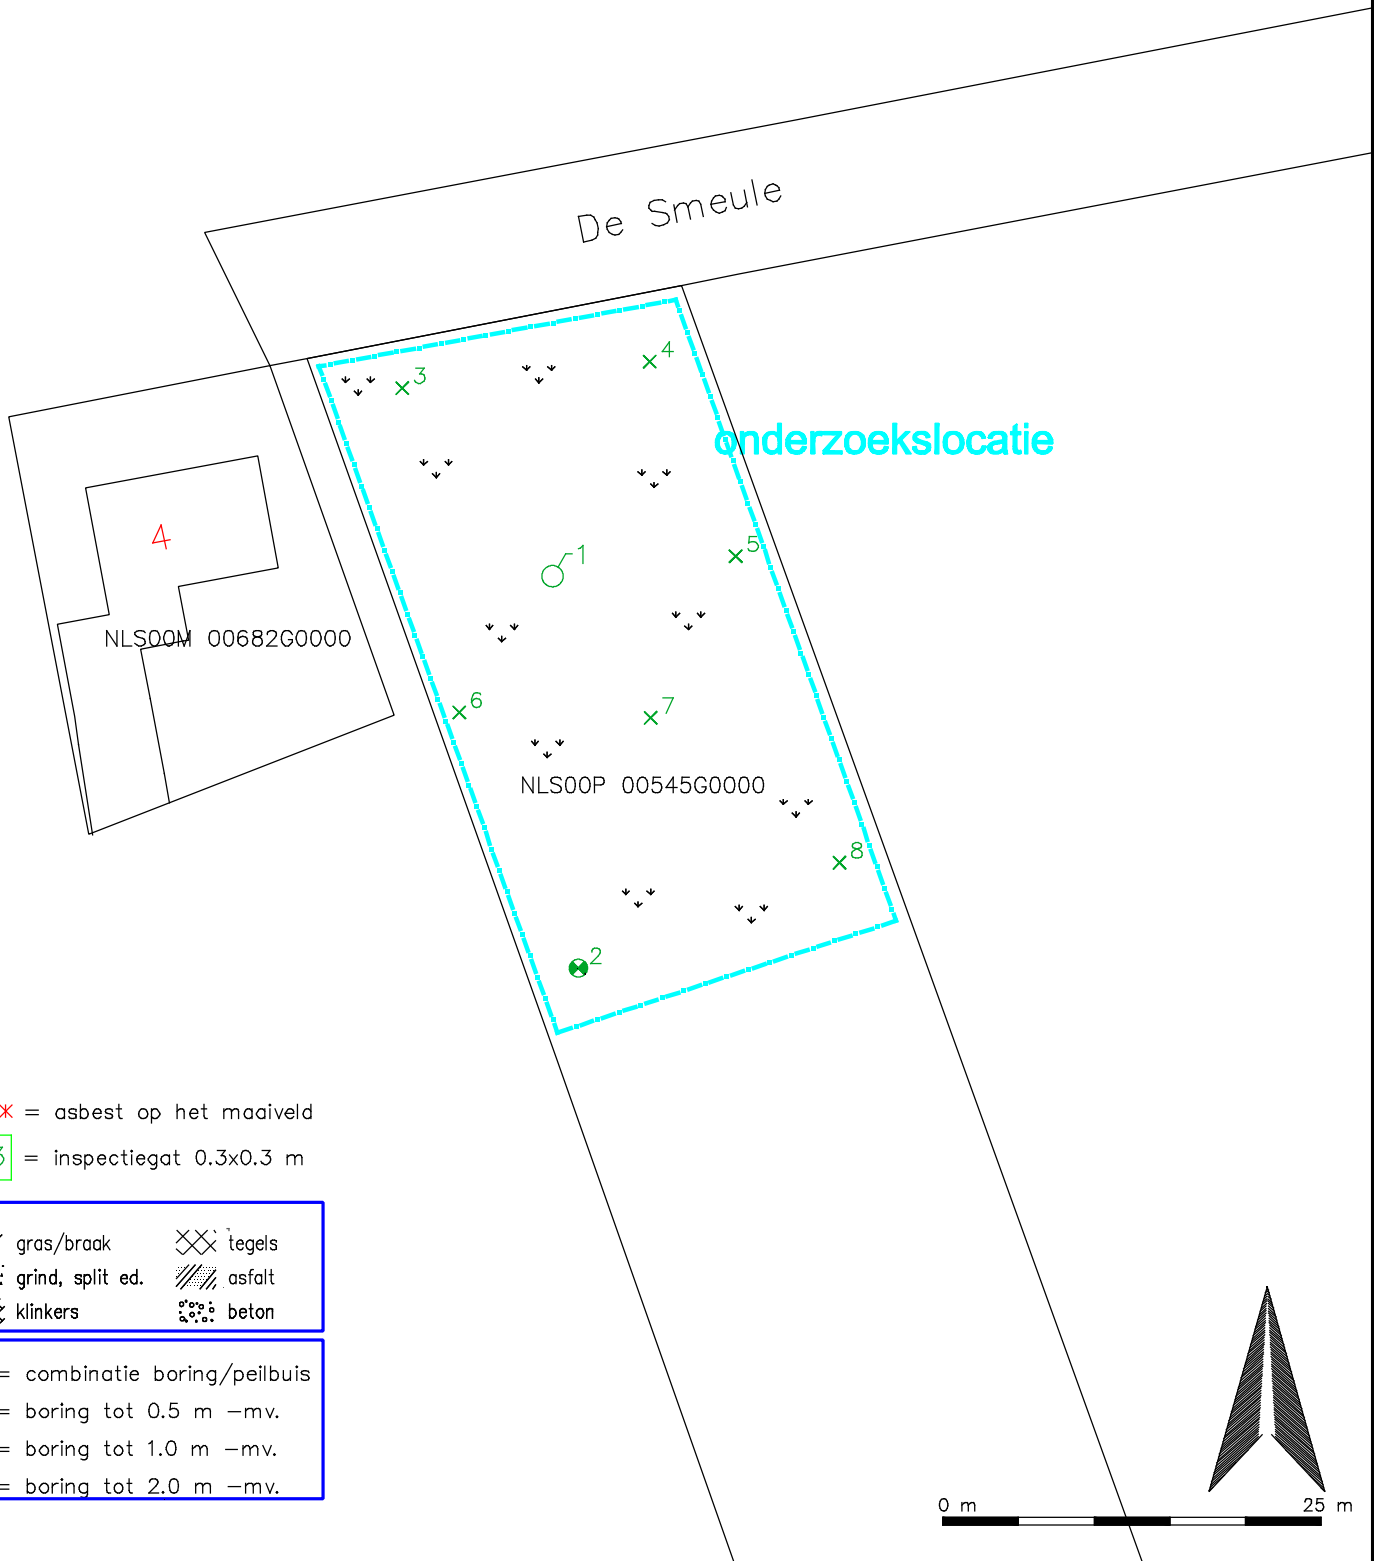 De Smeule
4
3
onderzoekslocatie
4
1
5
NLS00M 00682G0000
6
7
NLS00P 00545G0000
8
2
= asbest op het maaiveld
= inspectiegat 0.3x0.3 m
gras/braak tegels
grind, split ed. asfalt
klinkers beton
= combinatie boring/peilbuis
= boring tot 0.5 m -mv.
= boring tot 1.0 m -mv.
= boring tot 2.0 m -mv.
0 m 25 m